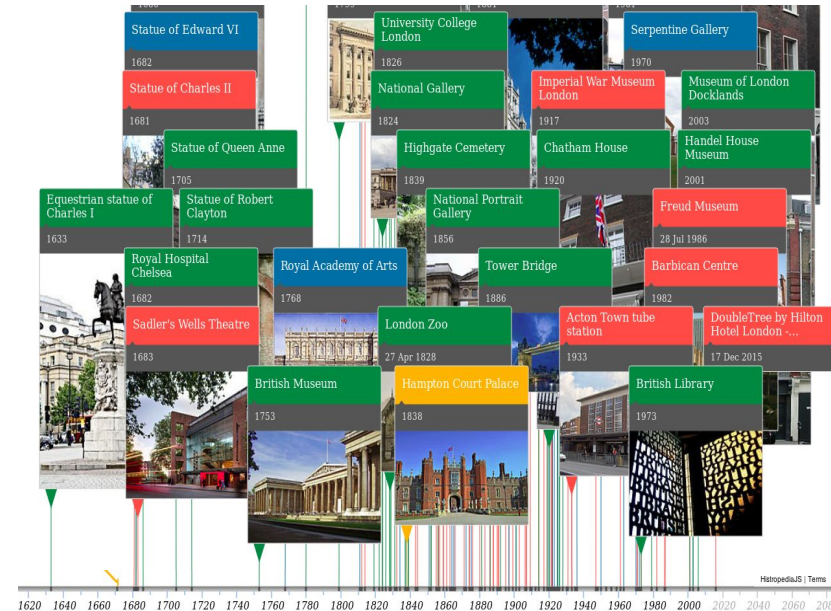 Statue of Edward VI
1682
University College
London
1826
Serpentine Gallery
1970
Statue of Charles II
1681
National Gallery
1824
Imperial War Museum
London
1917
Museum of London
Docklands
2003
Statue of Queen Anne
1705
Highgate Cemetery
1839
Chatham House
1920
Handel House
Museum
2001
Equestrian statue of
Charles I
1633
Statue of Robert
Clayton
1714
National Portrait
Gallery
1856
Freud Museum
28 Jul 1986
Royal Hospital
Chelsea
1682
Royal Academy of Arts
1768
Tower Bridge
1886
Barbican Centre
1982
Sadler's Wells Theatre
1683
London Zoo
27 Apr 1828
Acton Town tube
station
1933
DoubleTree by Hilton
Hotel London -...
17 Dec 2015
British Museum
1753
Hampton Court Palace
1838
British Library
1973
HistropediaJS | Terms
1620 1640 1660 1680 1700 1720 1740 1760 1780 1800 1820 1840 1860 1880 1900 1920 1940 1960 1980 2000 2020 2040 2060